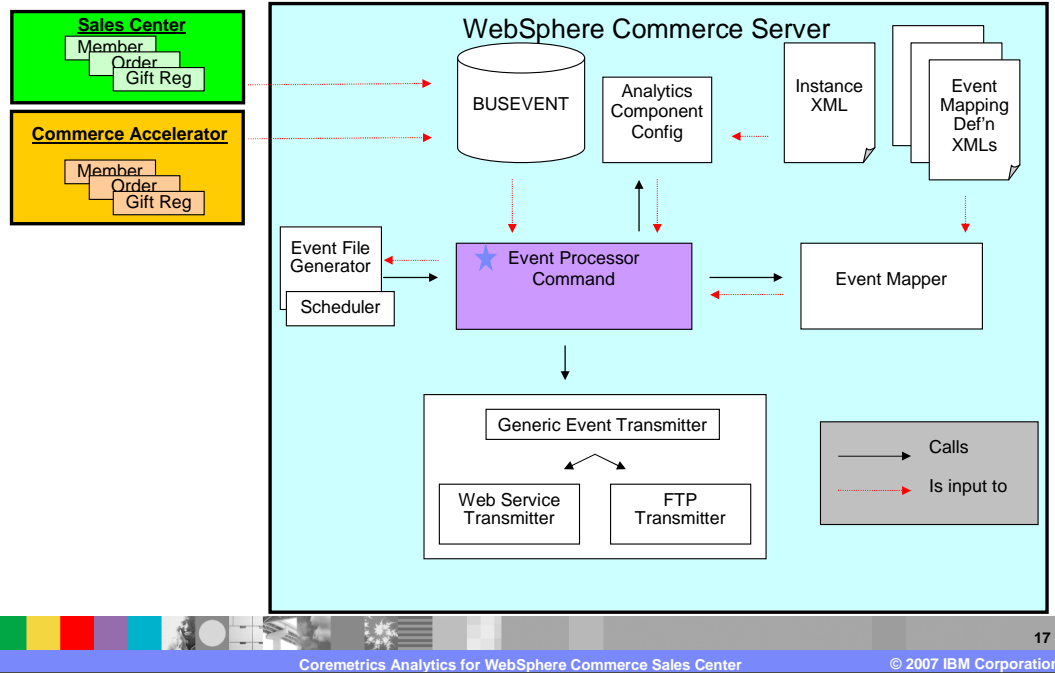 Sales Center
Member
Order
Gift Reg
Commerce Accelerator
Member
Order
Gift Reg
WebSphere Commerce Server
BUSEVENT
Analytics
Component
Config
Instance
XML
Event
Mapping
Def'n
XMLs
Event File
Generator
Scheduler
Event Processor
Command
Event Mapper
Generic Event Transmitter
Web Service
Transmitter
FTP
Transmitter
Calls
Is input to
17
Coremetrics Analytics for WebSphere Commerce Sales Center
© 2007 IBM Corporation